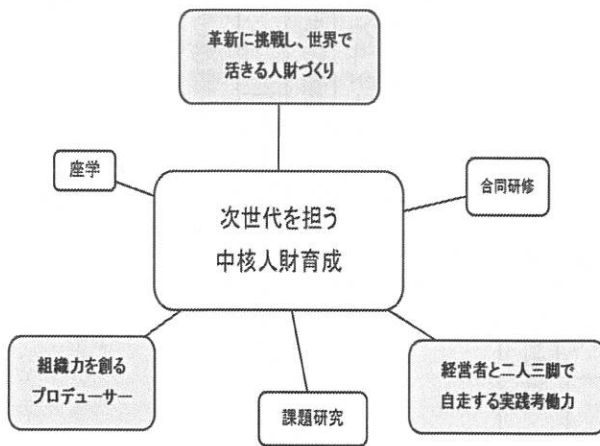 革新に挑戦し、世界で
活きる人財づくり
座学
合同研修
次世代を担う
中核人財育成
組織力を創る
プロデューサー
課題研究
経営者と二人三脚で
自走する実践考働力